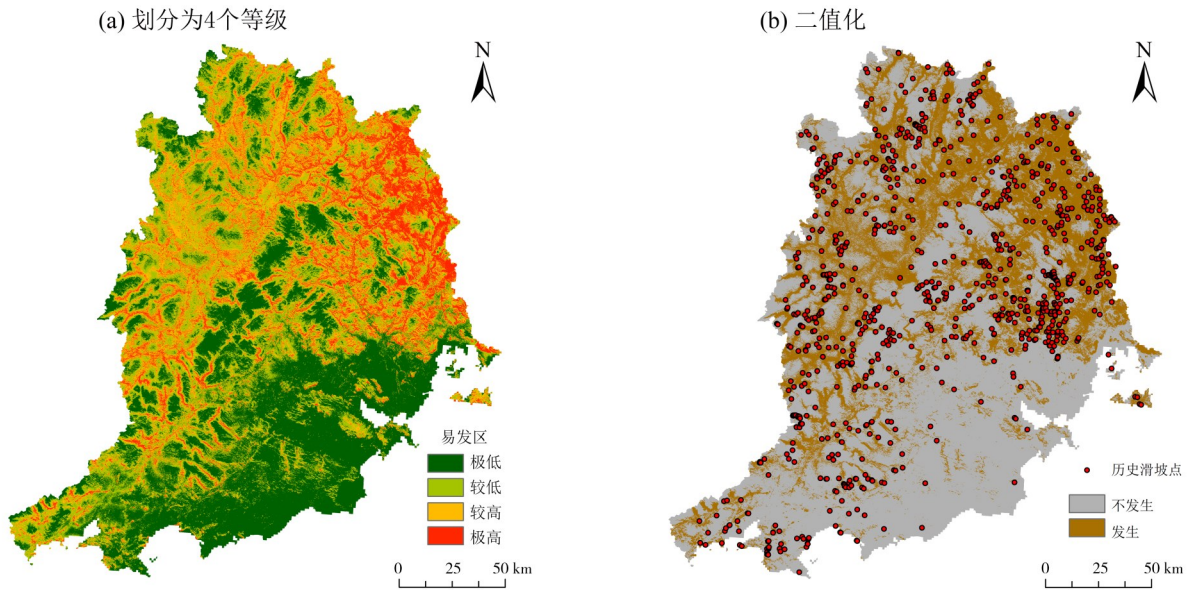 (a) 划分为4个等级
N
易发区
极低
较低
较高
极高
0 25 50 km
(b) 二值化
N
历史滑坡点
不发生
发生
0 25 50 km